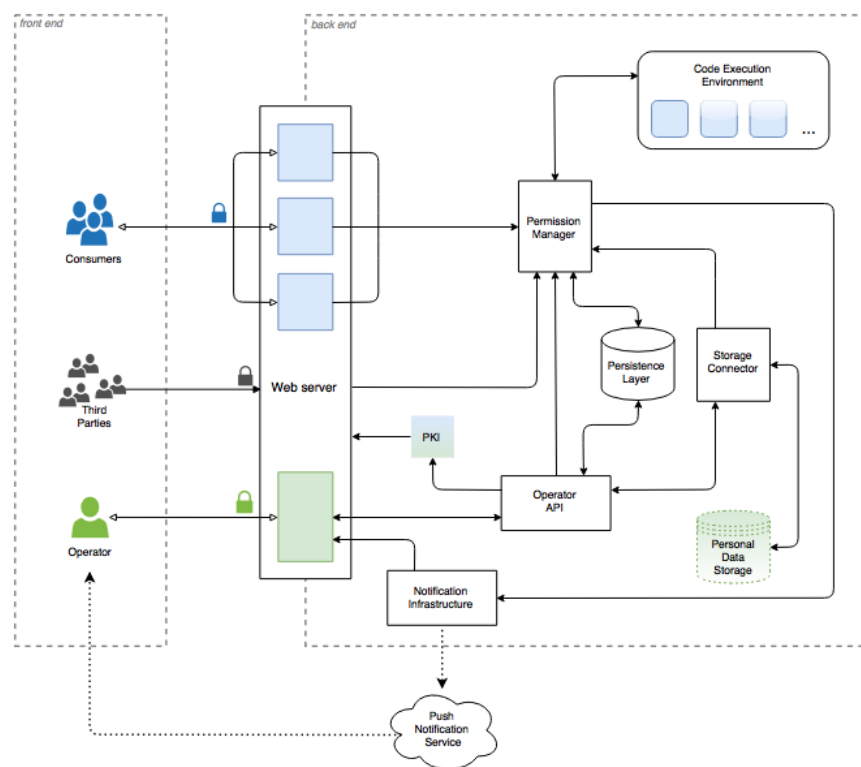 front end
back end
Code Execution
Environment
...
Permission
Manager
Consumers
Persistence
Layer
Storage
Connector
Web server
Third
Parties
PKI
Operator
API
Operator
Personal
Data
Storage
Notification
Infrastructure
Push
Notification
Service